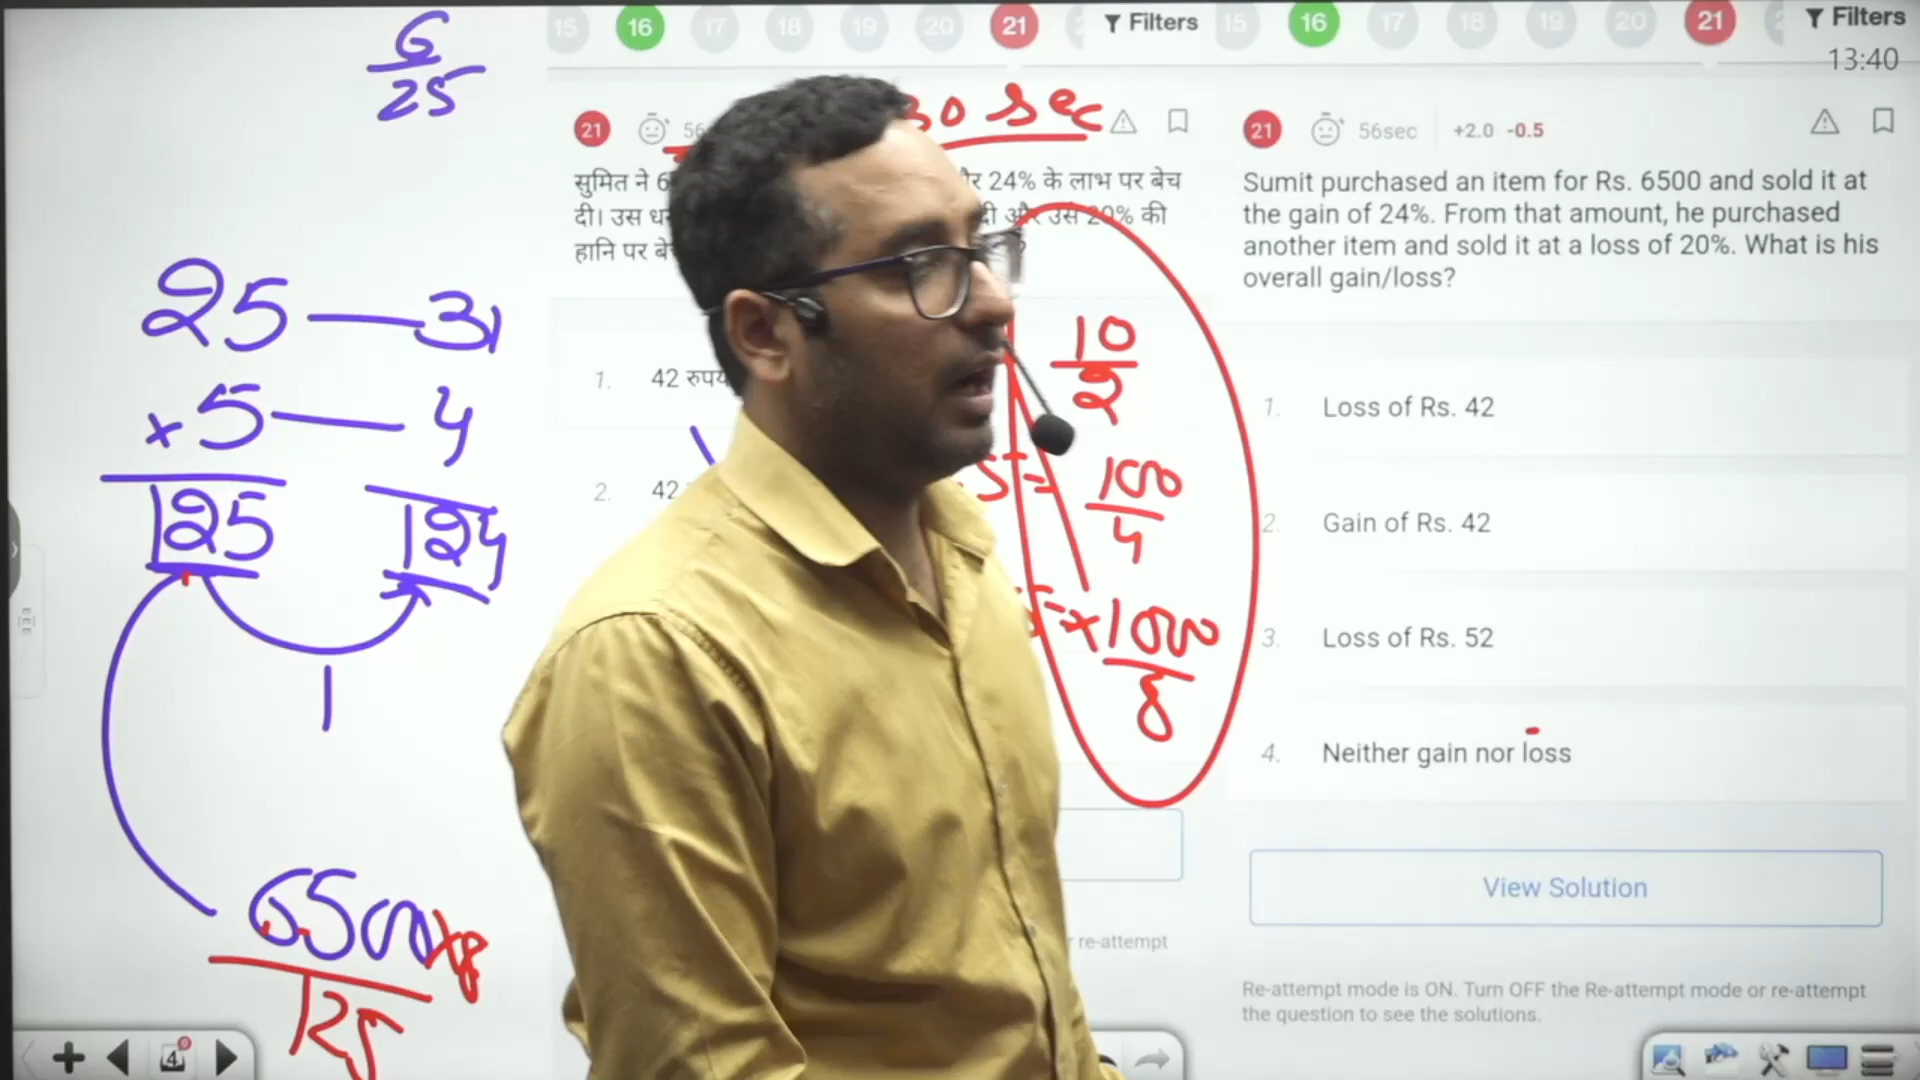 6
25
25 — 31
× 5 — 4
125 124
1
6500×8
125
15 16 17 18 19 20 21 Filters
30 sec
21
सुमित ने
र 24% के लाभ पर बेच
दी। उस
और उसे 20% की
हानि पर
1. 42
2. 42
10
2
100
4
×1000
8
re-attempt
15 16 17 18 19 20 21 Filters
13:40
21 56sec +2.0 -0.5
Sumit purchased an item for Rs. 6500 and sold it at
the gain of 24%. From that amount, he purchased
another item and sold it at a loss of 20%. What is his
overall gain/loss?
1. Loss of Rs. 42
2. Gain of Rs. 42
3. Loss of Rs. 52
4. Neither gain nor loss
View Solution
Re-attempt mode is ON. Turn OFF the Re-attempt mode or re-attempt
the question to see the solutions.
4